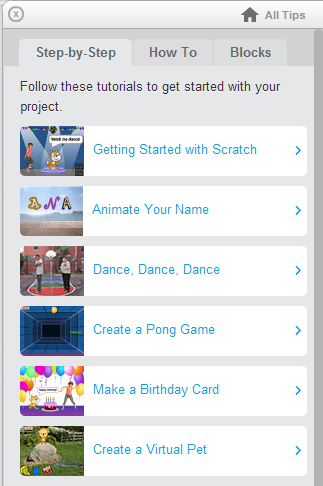 All Tips
Step-by-Step How To Blocks
Follow these tutorials to get started with your
project.
Watch me dance!
Getting Started with Scratch
ANA
Animate Your Name
Dance, Dance, Dance
Create a Pong Game
Make a Birthday Card
Create a Virtual Pet